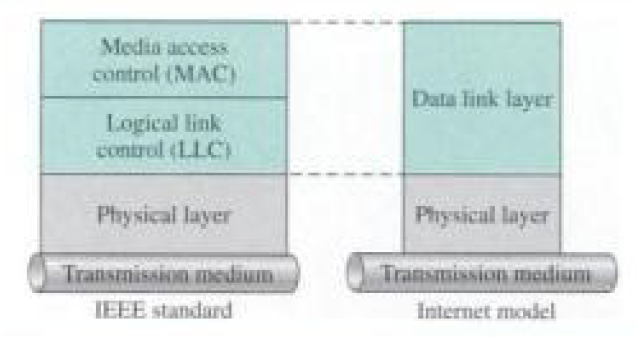 Media access
control (MAC)
Logical link
control (LLC)
Physical layer
Transmission medium
IEEE standard
Data link layer
Physical layer
Transmission medium
Internet model